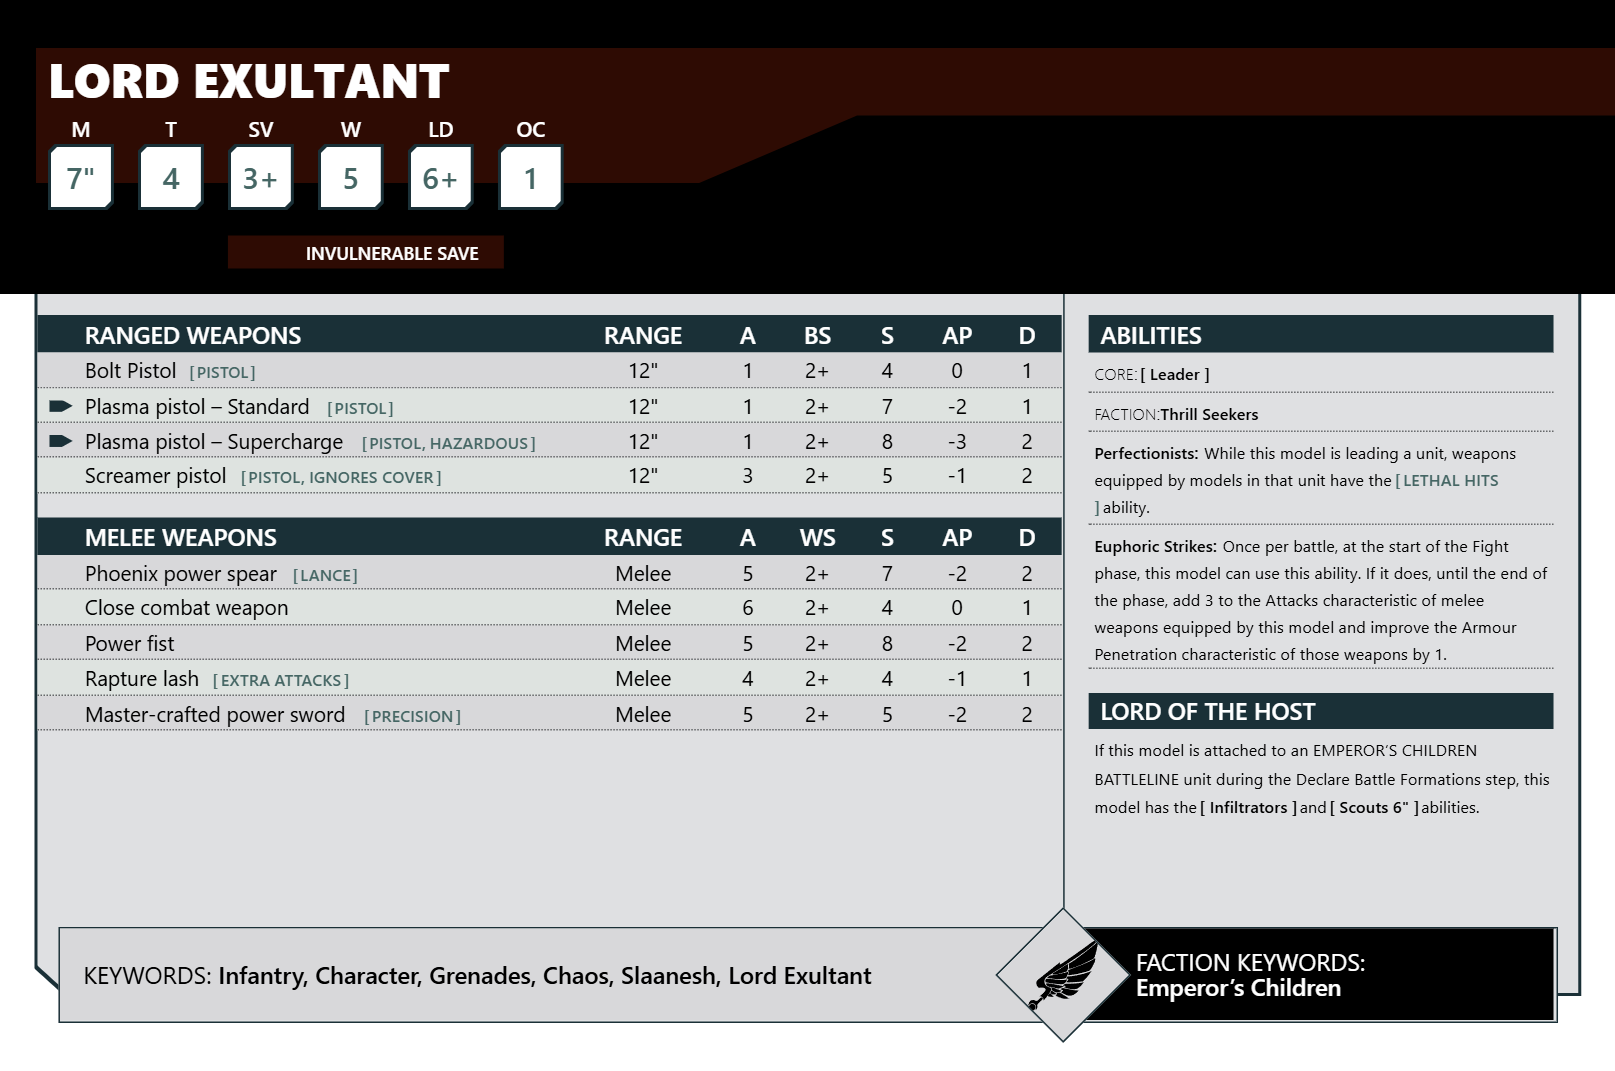 LORD EXULTANT
M T SV W LD OC
7" 4 3+ 5 6+ 1
INVULNERABLE SAVE
RANGED WEAPONS RANGE A BS S AP D
Bolt Pistol [PISTOL] 12" 1 2+ 4 0 1
Plasma pistol – Standard [PISTOL] 12" 1 2+ 7 -2 1
Plasma pistol – Supercharge [PISTOL, HAZARDOUS] 12" 1 2+ 8 -3 2
Screamer pistol [PISTOL, IGNORES COVER] 12" 3 2+ 5 -1 2
MELEE WEAPONS RANGE A WS S AP D
Phoenix power spear [LANCE] Melee 5 2+ 7 -2 2
Close combat weapon Melee 6 2+ 4 0 1
Power fist Melee 5 2+ 8 -2 2
Rapture lash [EXTRA ATTACKS] Melee 4 2+ 4 -1 1
Master-crafted power sword [PRECISION] Melee 5 2+ 5 -2 2
ABILITIES
CORE:[ Leader ]
FACTION:Thrill Seekers
Perfectionists: While this model is leading a unit, weapons
equipped by models in that unit have the [ LETHAL HITS
] ability.
Euphoric Strikes: Once per battle, at the start of the Fight
phase, this model can use this ability. If it does, until the end of
the phase, add 3 to the Attacks characteristic of melee
weapons equipped by this model and improve the Armour
Penetration characteristic of those weapons by 1.
LORD OF THE HOST
If this model is attached to an EMPEROR’S CHILDREN
BATTLELINE unit during the Declare Battle Formations step, this
model has the [ Infiltrators ] and [ Scouts 6" ] abilities.
KEYWORDS: Infantry, Character, Grenades, Chaos, Slaanesh, Lord Exultant
FACTION KEYWORDS:
Emperor’s Children